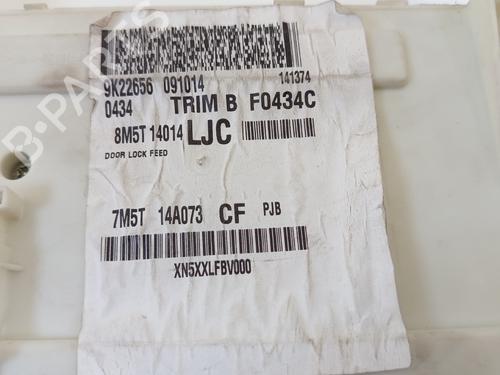 9K22656 091014 141374
0434 TRIM B F0434C
8M5T 14014 LJC
DOOR LOCK FEED
7M5T 14A073 CF PJB
XN5XXLFBV000
B-PARTS